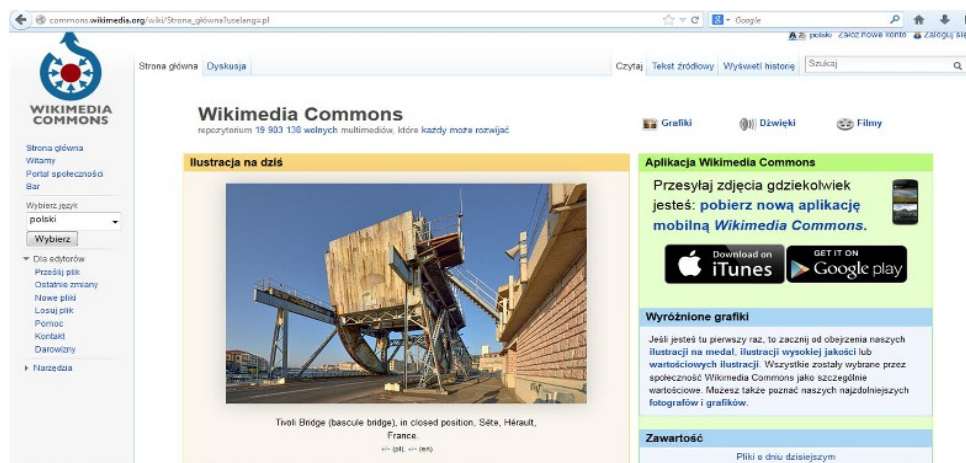 commons.wikimedia.org/wiki/Strona_główna?uselang=pl
Google
polski Załóż nowe konto Zaloguj się
Strona główna Dyskusja
Czytaj Tekst źródłowy Wyświetl historię Szukaj
WIKIMEDIA
COMMONS
Strona główna
Witamy
Portal społeczności
Bar
Wybierz język
polski
Wybierz
Dla edytorów
Prześlij plik
Ostatnie zmiany
Nowe pliki
Losuj plik
Pomoc
Kontakt
Darowizny
Narzędzia
Wikimedia Commons
repozytorium 19 903 138 wolnych multimediów, które każdy może rozwijać
Grafiki Dźwięki Filmy
Ilustracja na dziś
Tivoli Bridge (bascule bridge), in closed position, Sète, Hérault,
France.
+/− (pl), +/− (en)
Aplikacja Wikimedia Commons
Przesyłaj zdjęcia gdziekolwiek
jesteś: pobierz nową aplikację
mobilną Wikimedia Commons.
Download on
iTunes
GET IT ON
Google play
Wyróżnione grafiki
Jeśli jesteś tu pierwszy raz, to zacznij od obejrzenia naszych
ilustracji na medal, ilustracji wysokiej jakości lub
wartościowych ilustracji. Wszystkie zostały wybrane przez
społeczność Wikimedia Commons jako szczególnie
wartościowe. Możesz także poznać naszych najzdolniejszych
fotografów i grafików.
Zawartość
Pliki o dniu dzisiejszym